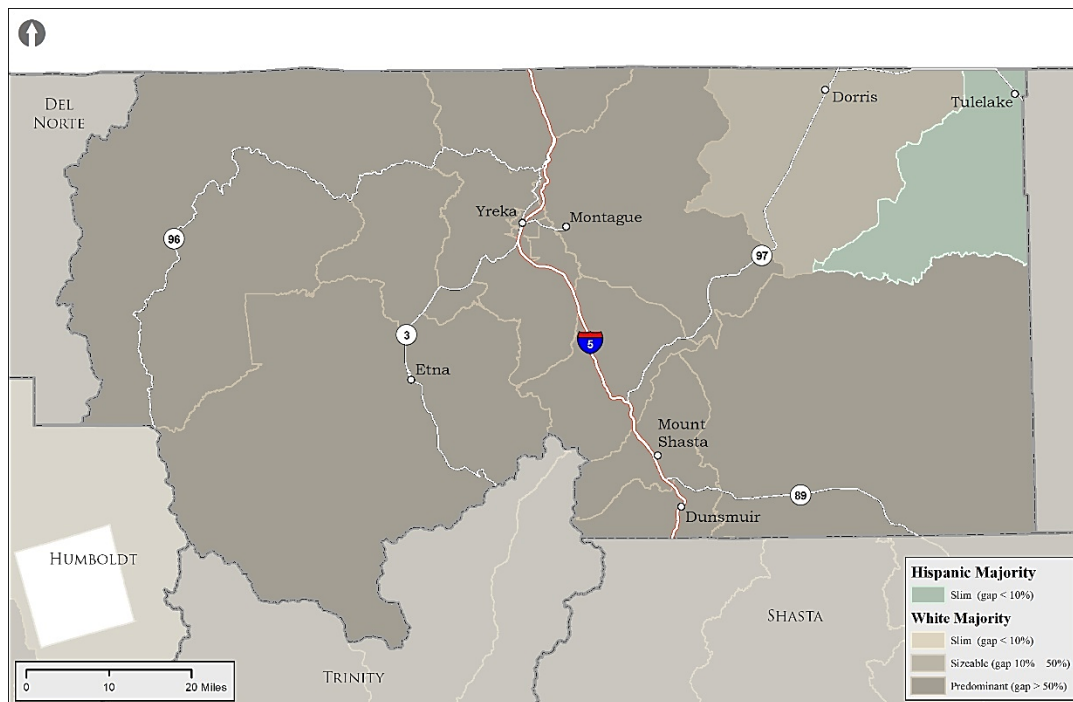 DEL
NORTE
Dorris
Tulelake
Yreka
Montague
96
97
3
5
Etna
Mount
Shasta
89
Dunsmuir
HUMBOLDT
SHASTA
TRINITY
0 10 20 Miles
Hispanic Majority
Slim (gap < 10%)
White Majority
Slim (gap < 10%)
Sizeable (gap 10% 50%)
Predominant (gap > 50%)